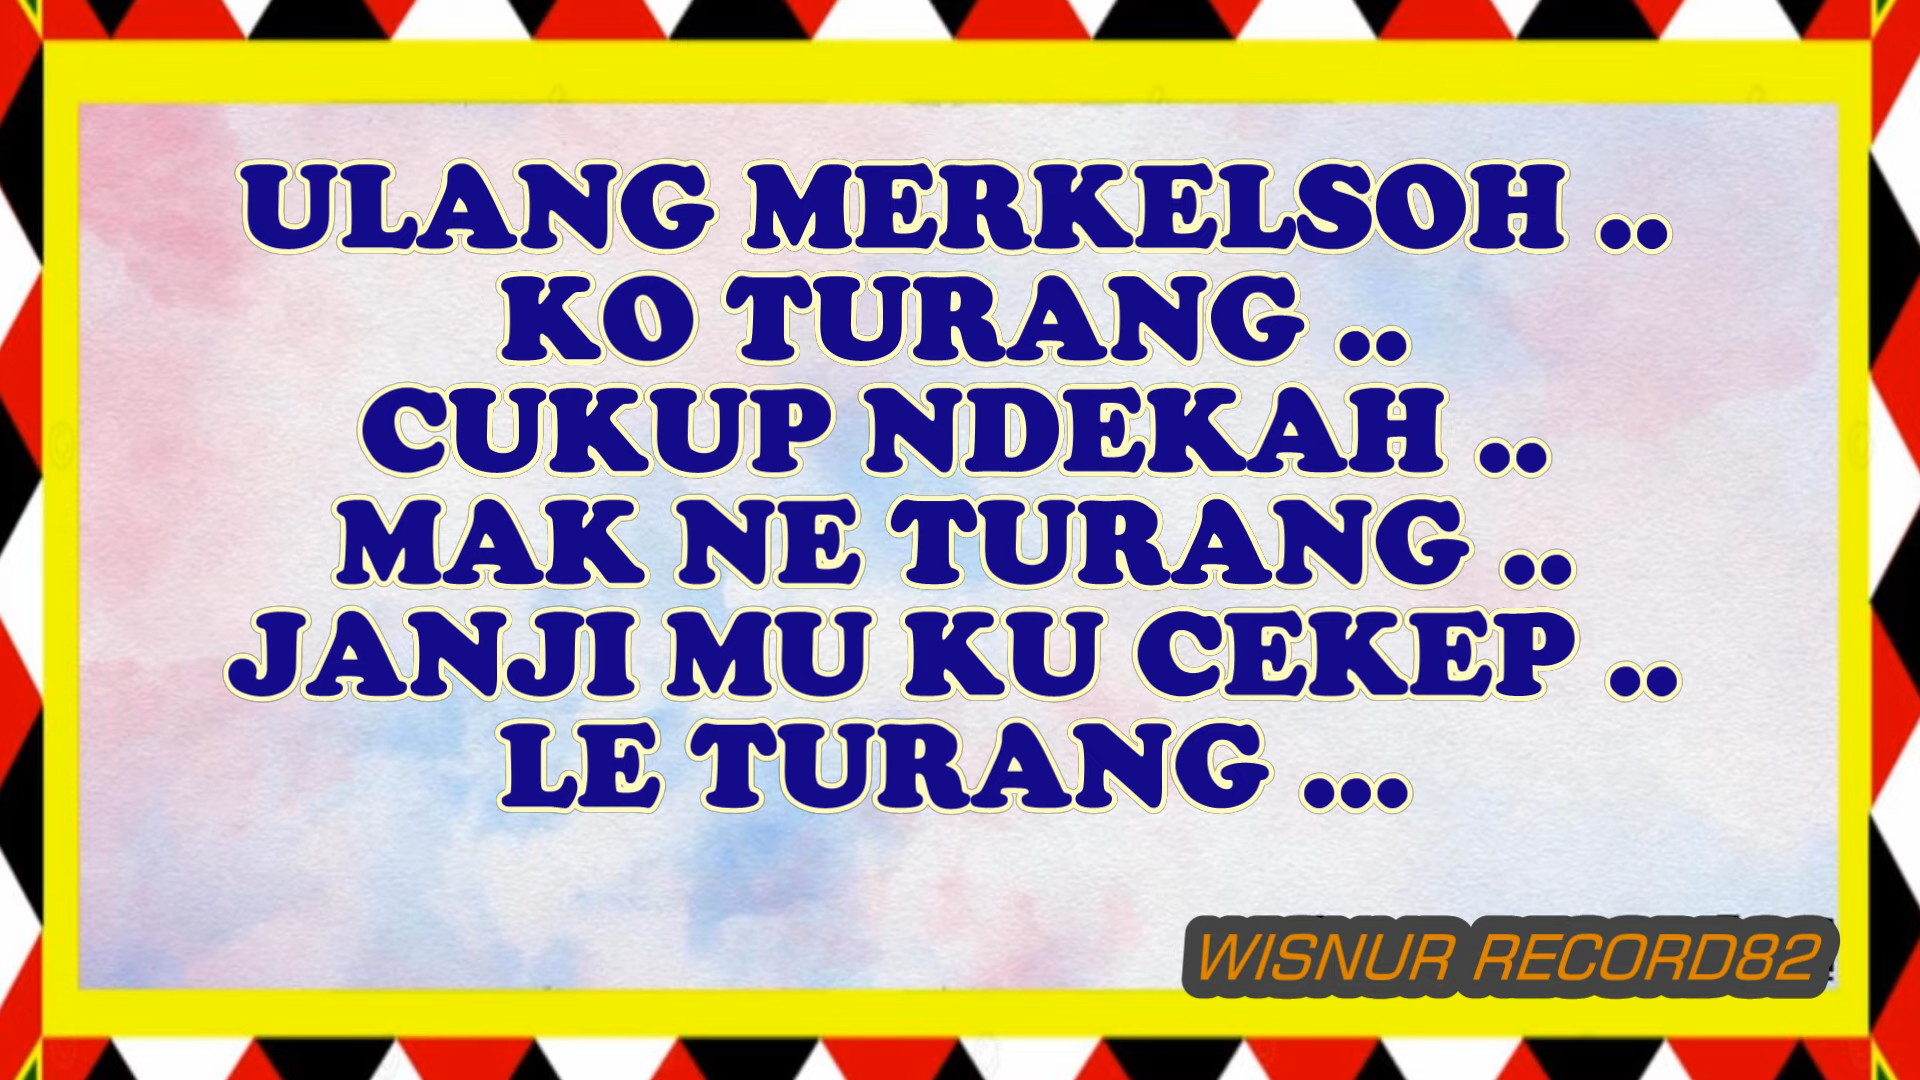 ULANG MERKELSOH ..
KO TURANG ..
CUKUP NDEKAH ..
MAK NE TURANG ..
JANJI MU KU CEKEP ..
LE TURANG ...
WISNUR RECORD82